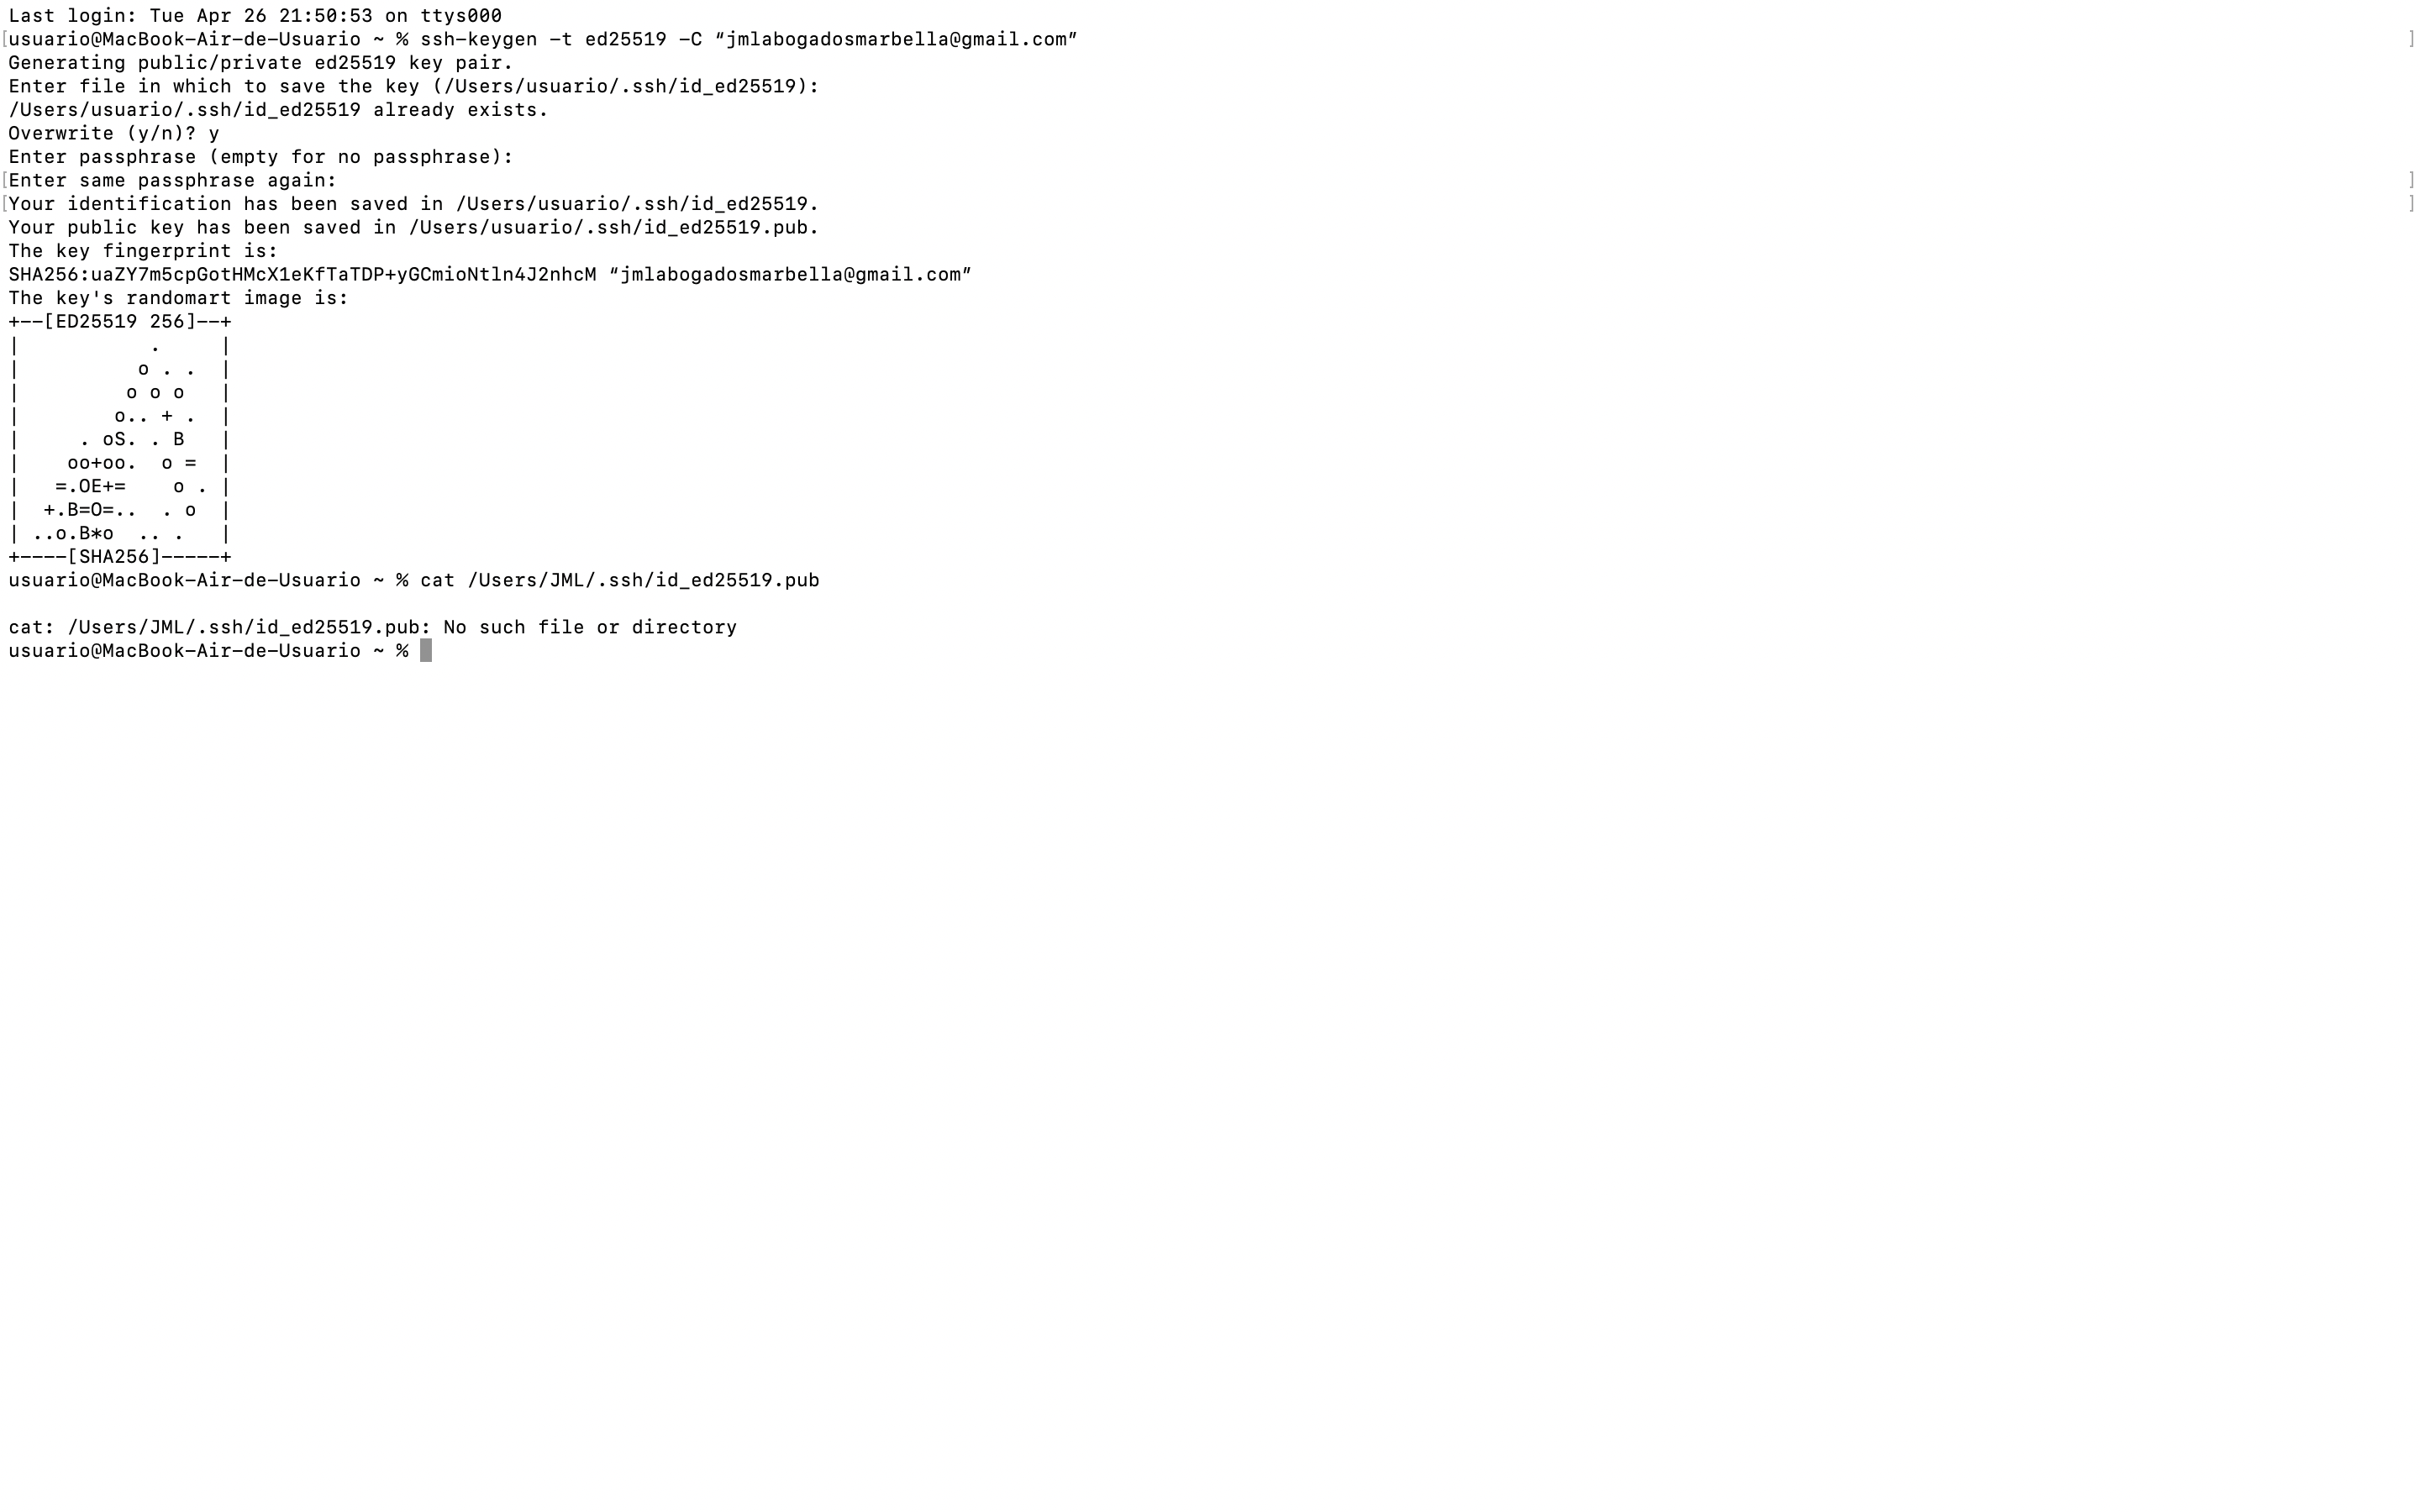 Last login: Tue Apr 26 21:50:53 on ttys000
[usuario@MacBook-Air-de-Usuario ~ % ssh-keygen -t ed25519 -C “jmlabogadosmarbella@gmail.com” ]
Generating public/private ed25519 key pair.
Enter file in which to save the key (/Users/usuario/.ssh/id_ed25519):
/Users/usuario/.ssh/id_ed25519 already exists.
Overwrite (y/n)? y
Enter passphrase (empty for no passphrase):
[Enter same passphrase again: ]
[Your identification has been saved in /Users/usuario/.ssh/id_ed25519. ]
Your public key has been saved in /Users/usuario/.ssh/id_ed25519.pub.
The key fingerprint is:
SHA256:uaZY7m5cpGotHMcX1eKfTaTDP+yGCmioNtln4J2nhcM “jmlabogadosmarbella@gmail.com”
The key's randomart image is:
+--[ED25519 256]--+
|           .     |
|          o . .  |
|         o o o   |
|        o.. + .  |
|     . oS. . B   |
|    oo+oo.  o =  |
|   =.OE+=    o . |
|  +.B=O=..  . o  |
| ..o.B*o  .. .   |
+----[SHA256]-----+
usuario@MacBook-Air-de-Usuario ~ % cat /Users/JML/.ssh/id_ed25519.pub
cat: /Users/JML/.ssh/id_ed25519.pub: No such file or directory
usuario@MacBook-Air-de-Usuario ~ %